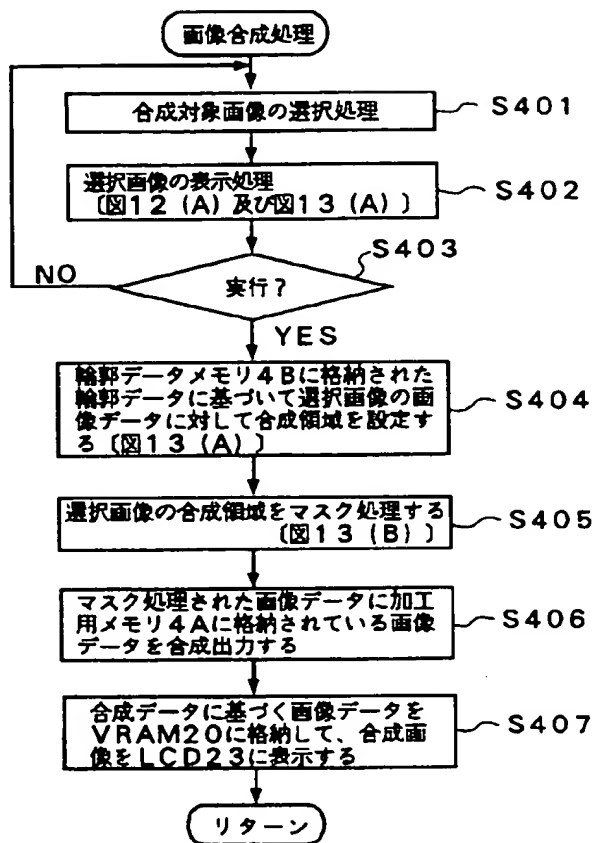 画像合成処理
合成対象画像の選択処理
S401
選択画像の表示処理
〔図12(A)及び図13(A)〕
S402
S403
実行?
NO
YES
輪郭データメモリ4Bに格納された
輪郭データに基づいて選択画像の画
像データに対して合成領域を設定す
る〔図13(A)〕
S404
選択画像の合成領域をマスク処理する
〔図13(B)〕
S405
マスク処理された画像データに加工
用メモリ4Aに格納されている画像
データを合成出力する
S406
合成データに基づく画像データを
VRAM20に格納して、合成画
像をLCD23に表示する
S407
リターン